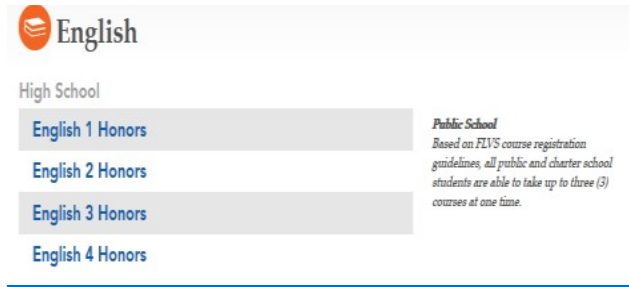 English
High School
English 1 Honors
English 2 Honors
English 3 Honors
English 4 Honors
Public School
Based on FLVS course registration
guidelines, all public and charter school
students are able to take up to three (3)
courses at one time.